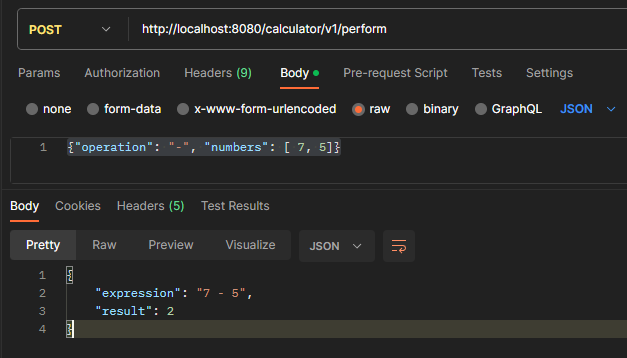 POST http://localhost:8080/calculator/v1/perform
Params Authorization Headers (9) Body Pre-request Script Tests Settings
none form-data x-www-form-urlencoded raw binary GraphQL JSON
1 {"operation": "-", "numbers": [ 7, 5]}
Body Cookies Headers (5) Test Results
Pretty Raw Preview Visualize JSON
1 {
2 "expression": "7 - 5",
3 "result": 2
4 }